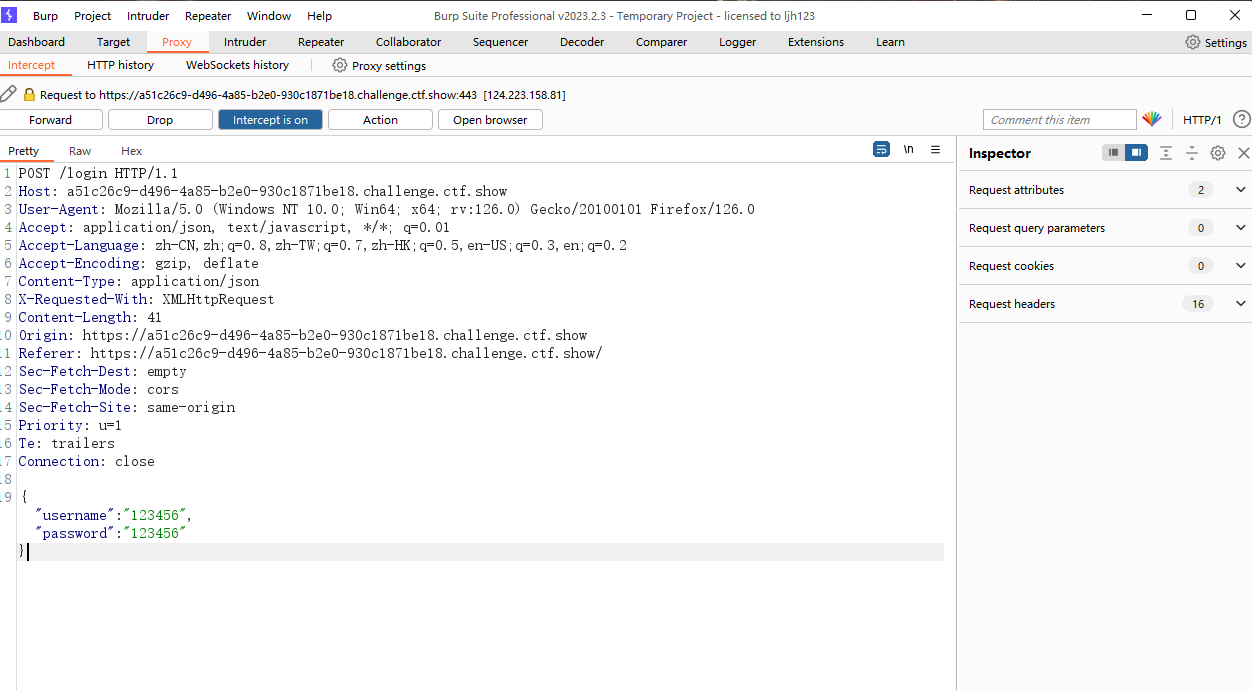 Burp Project Intruder Repeater Window Help Burp Suite Professional v2023.2.3 - Temporary Project - licensed to ljh123
Dashboard Target Proxy Intruder Repeater Collaborator Sequencer Decoder Comparer Logger Extensions Learn Settings
Intercept HTTP history WebSockets history Proxy settings
Request to https://a51c26c9-d496-4a85-b2e0-930c1871be18.challenge.ctf.show:443 [124.223.158.81]
Forward Drop Intercept is on Action Open browser Comment this item HTTP/1 ?
Pretty Raw Hex \n Inspector
1 POST /login HTTP/1.1
2 Host: a51c26c9-d496-4a85-b2e0-930c1871be18.challenge.ctf.show
3 User-Agent: Mozilla/5.0 (Windows NT 10.0; Win64; x64; rv:126.0) Gecko/20100101 Firefox/126.0
4 Accept: application/json, text/javascript, */*; q=0.01
5 Accept-Language: zh-CN,zh;q=0.8,zh-TW;q=0.7,zh-HK;q=0.5,en-US;q=0.3,en;q=0.2
6 Accept-Encoding: gzip, deflate
7 Content-Type: application/json
8 X-Requested-With: XMLHttpRequest
9 Content-Length: 41
10 Origin: https://a51c26c9-d496-4a85-b2e0-930c1871be18.challenge.ctf.show
11 Referer: https://a51c26c9-d496-4a85-b2e0-930c1871be18.challenge.ctf.show/
12 Sec-Fetch-Dest: empty
13 Sec-Fetch-Mode: cors
14 Sec-Fetch-Site: same-origin
15 Priority: u=1
16 Te: trailers
17 Connection: close
18
19 {
"username":"123456",
"password":"123456"
}
Request attributes 2
Request query parameters 0
Request cookies 0
Request headers 16